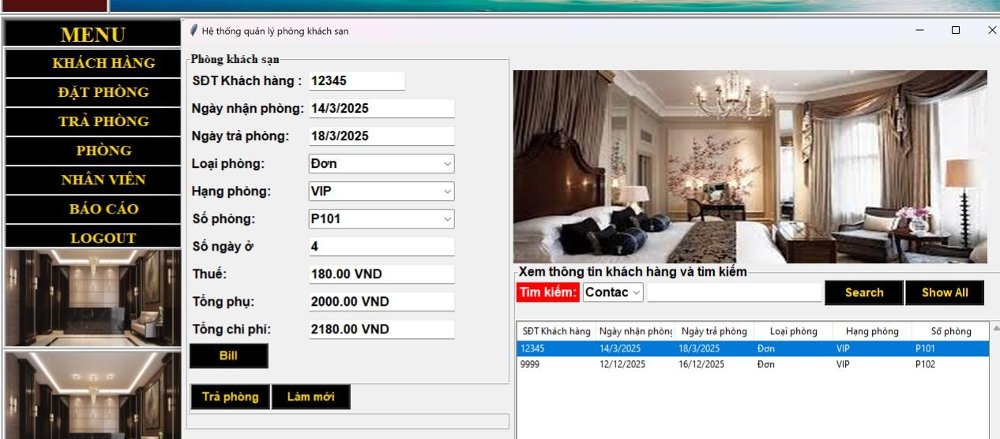 MENU
KHÁCH HÀNG
ĐẶT PHÒNG
TRẢ PHÒNG
PHÒNG
NHÂN VIÊN
BÁO CÁO
LOGOUT
Hệ thống quản lý phòng khách sạn
Phòng khách sạn
SĐT Khách hàng : 12345
Ngày nhận phòng: 14/3/2025
Ngày trả phòng: 18/3/2025
Loại phòng: Đơn
Hạng phòng: VIP
Số phòng: P101
Số ngày ở 4
Thuế: 180.00 VND
Tổng phụ: 2000.00 VND
Tổng chi phí: 2180.00 VND
Bill
Trả phòng Làm mới
Xem thông tin khách hàng và tìm kiếm
Tìm kiếm: Contac Search Show All
SĐT Khách hàng Ngày nhận phòng Ngày trả phòng Loại phòng Hạng phòng Số phòng
12345 14/3/2025 18/3/2025 Đơn VIP P101
9999 12/12/2025 16/12/2025 Đơn VIP P102